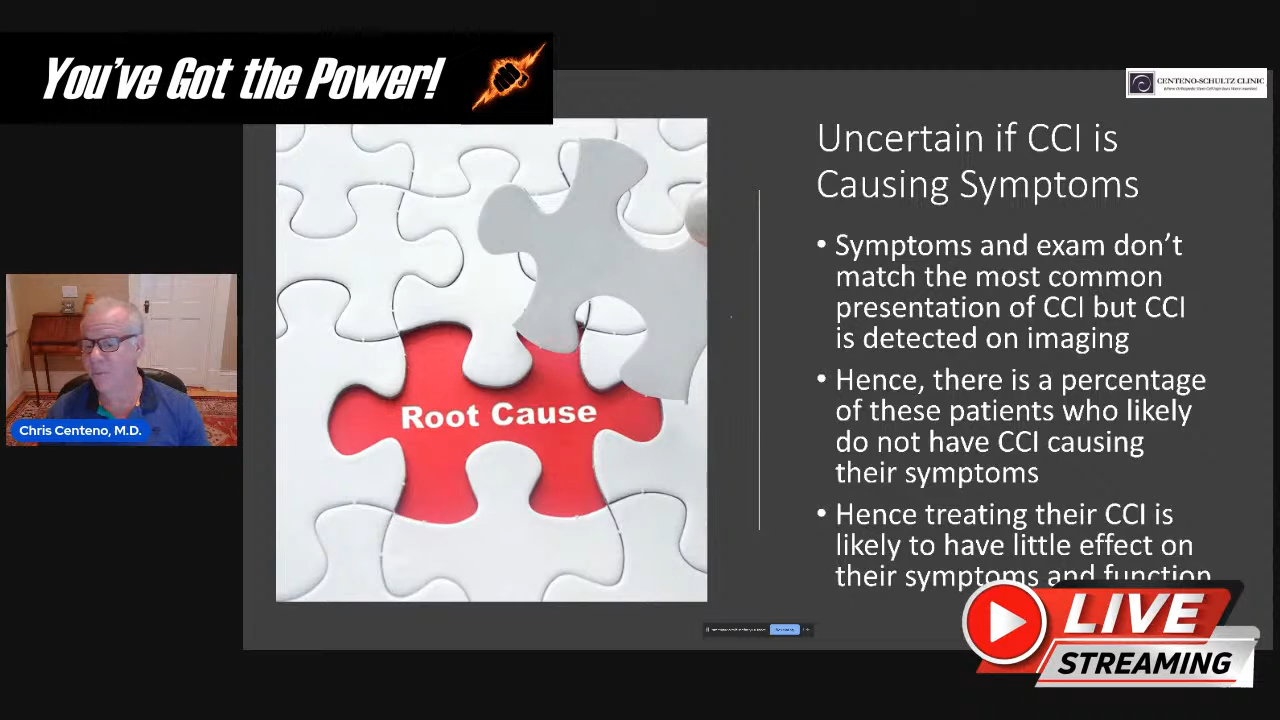 You've Got the Power!
CENTENO-SCHULTZ CLINIC
Uncertain if CCI is
Causing Symptoms
• Symptoms and exam don't
match the most common
presentation of CCI but CCI
is detected on imaging
• Hence, there is a percentage
of these patients who likely
do not have CCI causing
their symptoms
• Hence treating their CCI is
likely to have little effect on
their symptoms and function
Root Cause
Chris Centeno, M.D.
LIVE
STREAMING